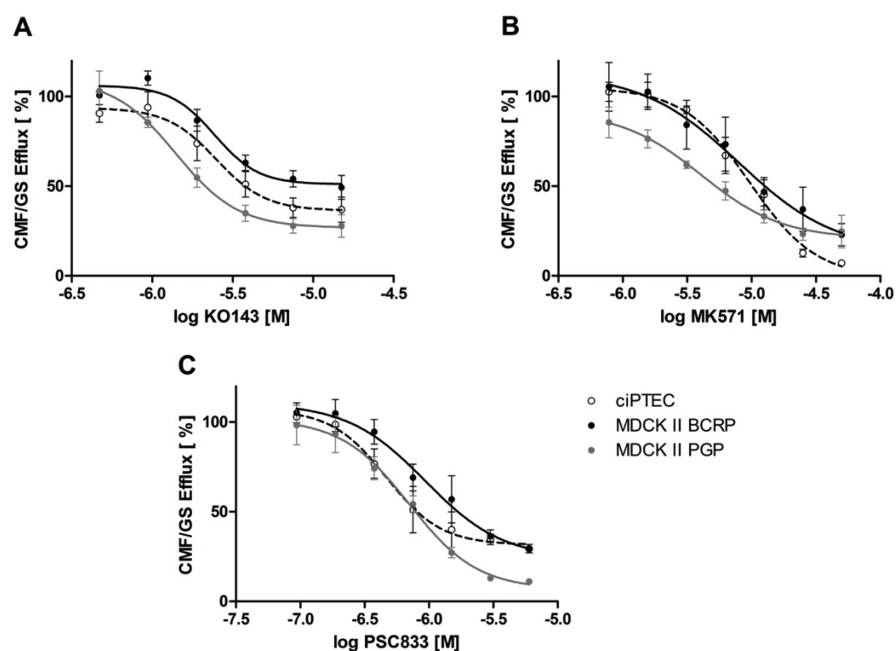 A
CMF/GS Efflux [ %]
100
50
0
-6.5 -6.0 -5.5 -5.0 -4.5
log KO143 [M]
B
CMF/GS Efflux [ %]
100
50
0
-6.5 -6.0 -5.5 -5.0 -4.5 -4.0
log MK571 [M]
C
CMF/GS Efflux [ %]
100
50
0
-7.5 -7.0 -6.5 -6.0 -5.5 -5.0
log PSC833 [M]
ciPTEC
MDCK II BCRP
MDCK II PGP